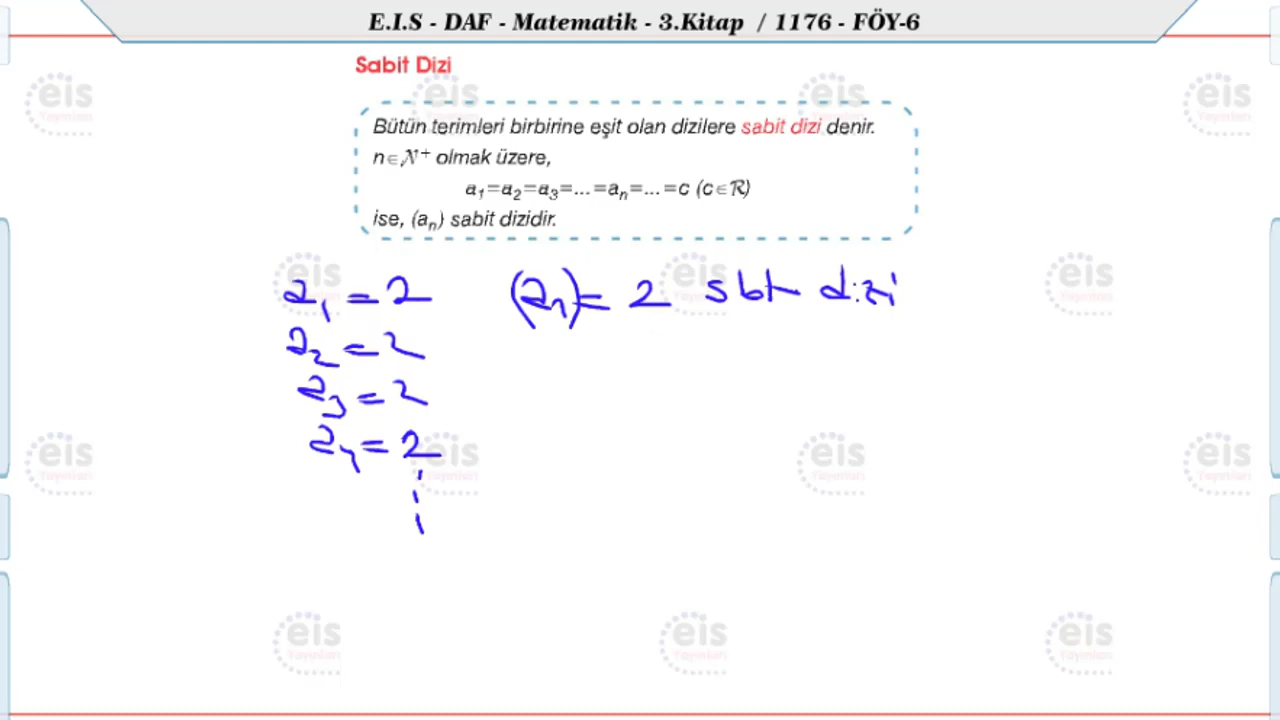 E.I.S - DAF - Matematik - 3.Kitap / 1176 - FÖY-6
Sabit Dizi
Bütün terimleri birbirine eşit olan dizilere sabit dizi denir.
n∈N⁺ olmak üzere,
a₁=a₂=a₃=...=aₙ=...=c (c∈R)
ise, (aₙ) sabit dizidir.
a₁ = 2 (aₙ) = 2 sbt dizi
a₂ = 2
a₃ = 2
a₄ = 2
eis Yayınları